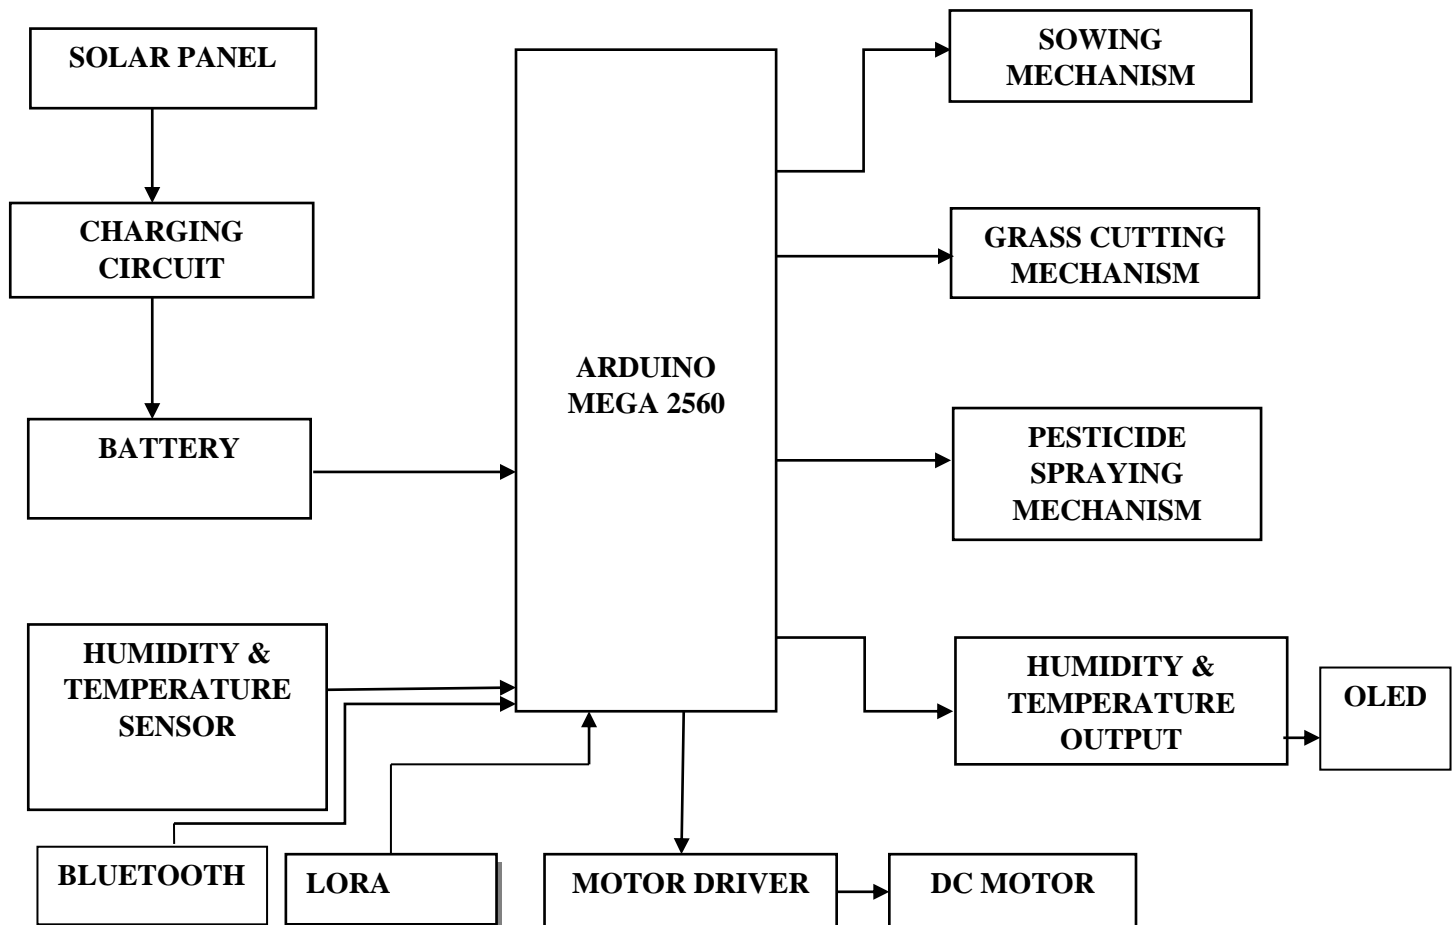 SOLAR PANEL
CHARGING
CIRCUIT
BATTERY
HUMIDITY &
TEMPERATURE
SENSOR
BLUETOOTH
LORA
ARDUINO
MEGA 2560
MOTOR DRIVER
DC MOTOR
SOWING
MECHANISM
GRASS CUTTING
MECHANISM
PESTICIDE
SPRAYING
MECHANISM
HUMIDITY &
TEMPERATURE
OUTPUT
OLED